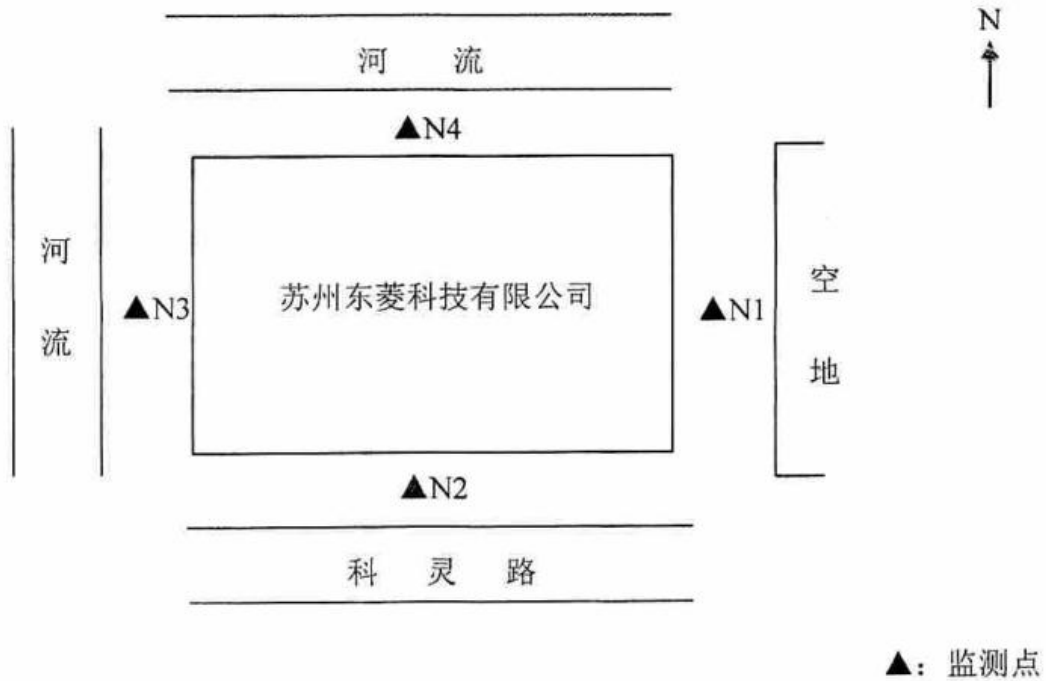 N
河 流
▲N4
河
流
▲N3
苏州东菱科技有限公司
▲N1
空
地
▲N2
科 灵 路
▲：监测点